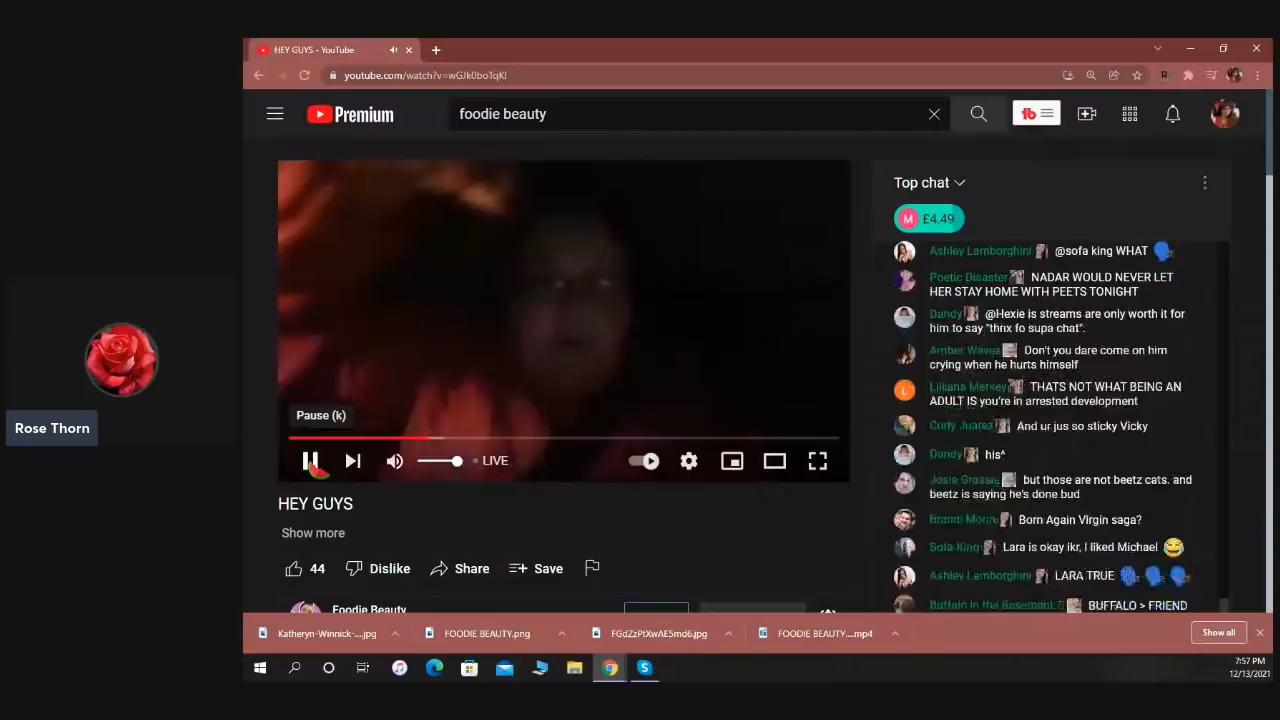 HEY GUYS - YouTube
youtube.com/watch?v=wGJk0boTqKI
Premium
foodie beauty
tb
Top chat
M £4.49
Ashley Lamborghini @sofa king WHAT
Poetic Disaster NADAR WOULD NEVER LET
HER STAY HOME WITH PEETS TONIGHT
Dandy @Hexie is streams are only worth it for
him to say "thnx fo supa chat".
Amber Waves Don't you dare come on him
crying when he hurts himself
Liliana Merkey THATS NOT WHAT BEING AN
L
ADULT IS you're in arrested development
Curly Juarez And ur jus so sticky Vicky
Dandy his^
Josie Grossie but those are not beetz cats. and
beetz is saying he's done bud
Brandi Born Again Virgin saga?
Sofa King Lara is okay ikr, I liked Michael
Ashley Lamborghini LARA TRUE
Buffalo In the Basement BUFFALO > FRIEND
Pause (k)
LIVE
HEY GUYS
Show more
44
Dislike
Share
Save
Foodie Beauty
Rose Thorn
Katheryn-Winnick-....jpg
FOODIE BEAUTY.png
FGdZzPtXwAE5md6.jpg
FOODIE BEAUTY....mp4
Show all
7:57 PM
12/13/2021